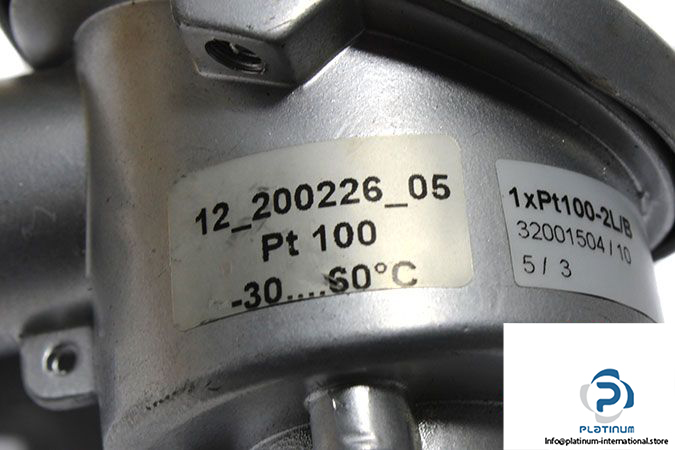 12_200226_05
Pt 100
-30....60°C
1xPt100-2L/B
32001504/10
5 / 3
PLATINUM
Info@platinum-international.store